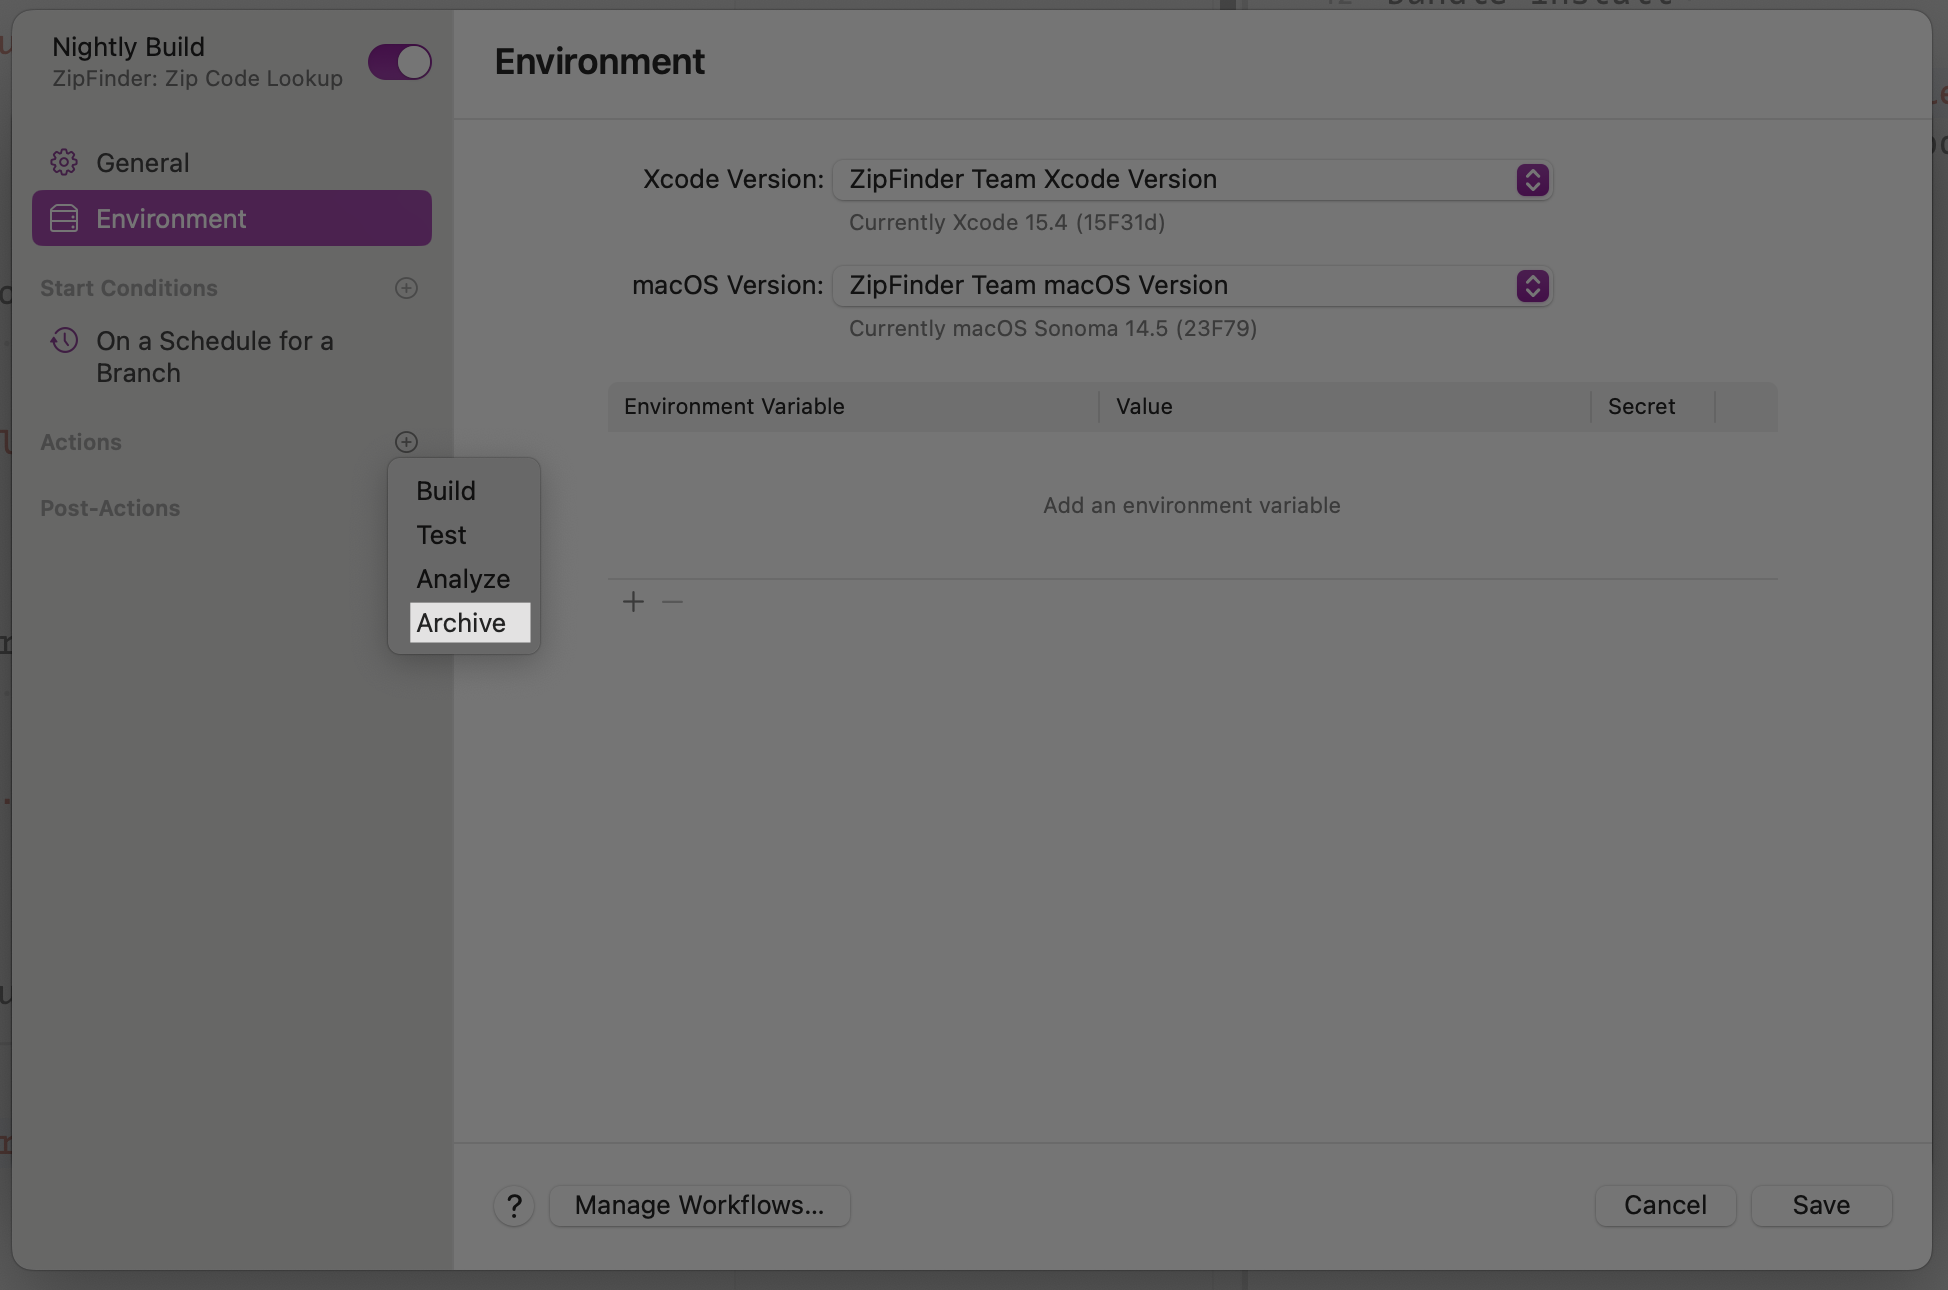 Nightly Build
ZipFinder: Zip Code Lookup
General
Environment
Start Conditions
On a Schedule for a
Branch
Actions
Post-Actions
Build
Test
Analyze
Archive
Environment
Xcode Version: ZipFinder Team Xcode Version
Currently Xcode 15.4 (15F31d)
macOS Version: ZipFinder Team macOS Version
Currently macOS Sonoma 14.5 (23F79)
Environment Variable Value Secret
Add an environment variable
? Manage Workflows... Cancel Save